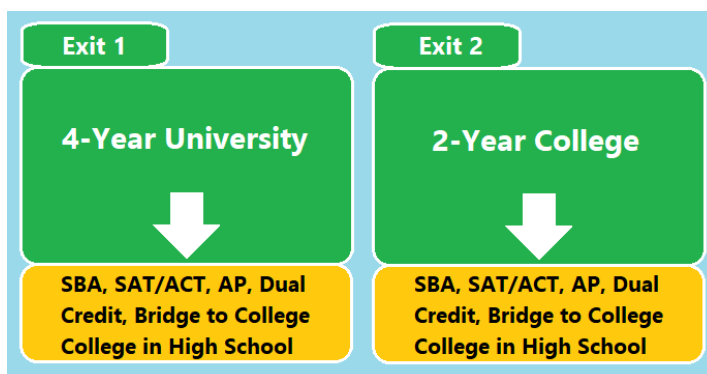 Exit 1
4-Year University
SBA, SAT/ACT, AP, Dual
Credit, Bridge to College
College in High School
Exit 2
2-Year College
SBA, SAT/ACT, AP, Dual
Credit, Bridge to College
College in High School